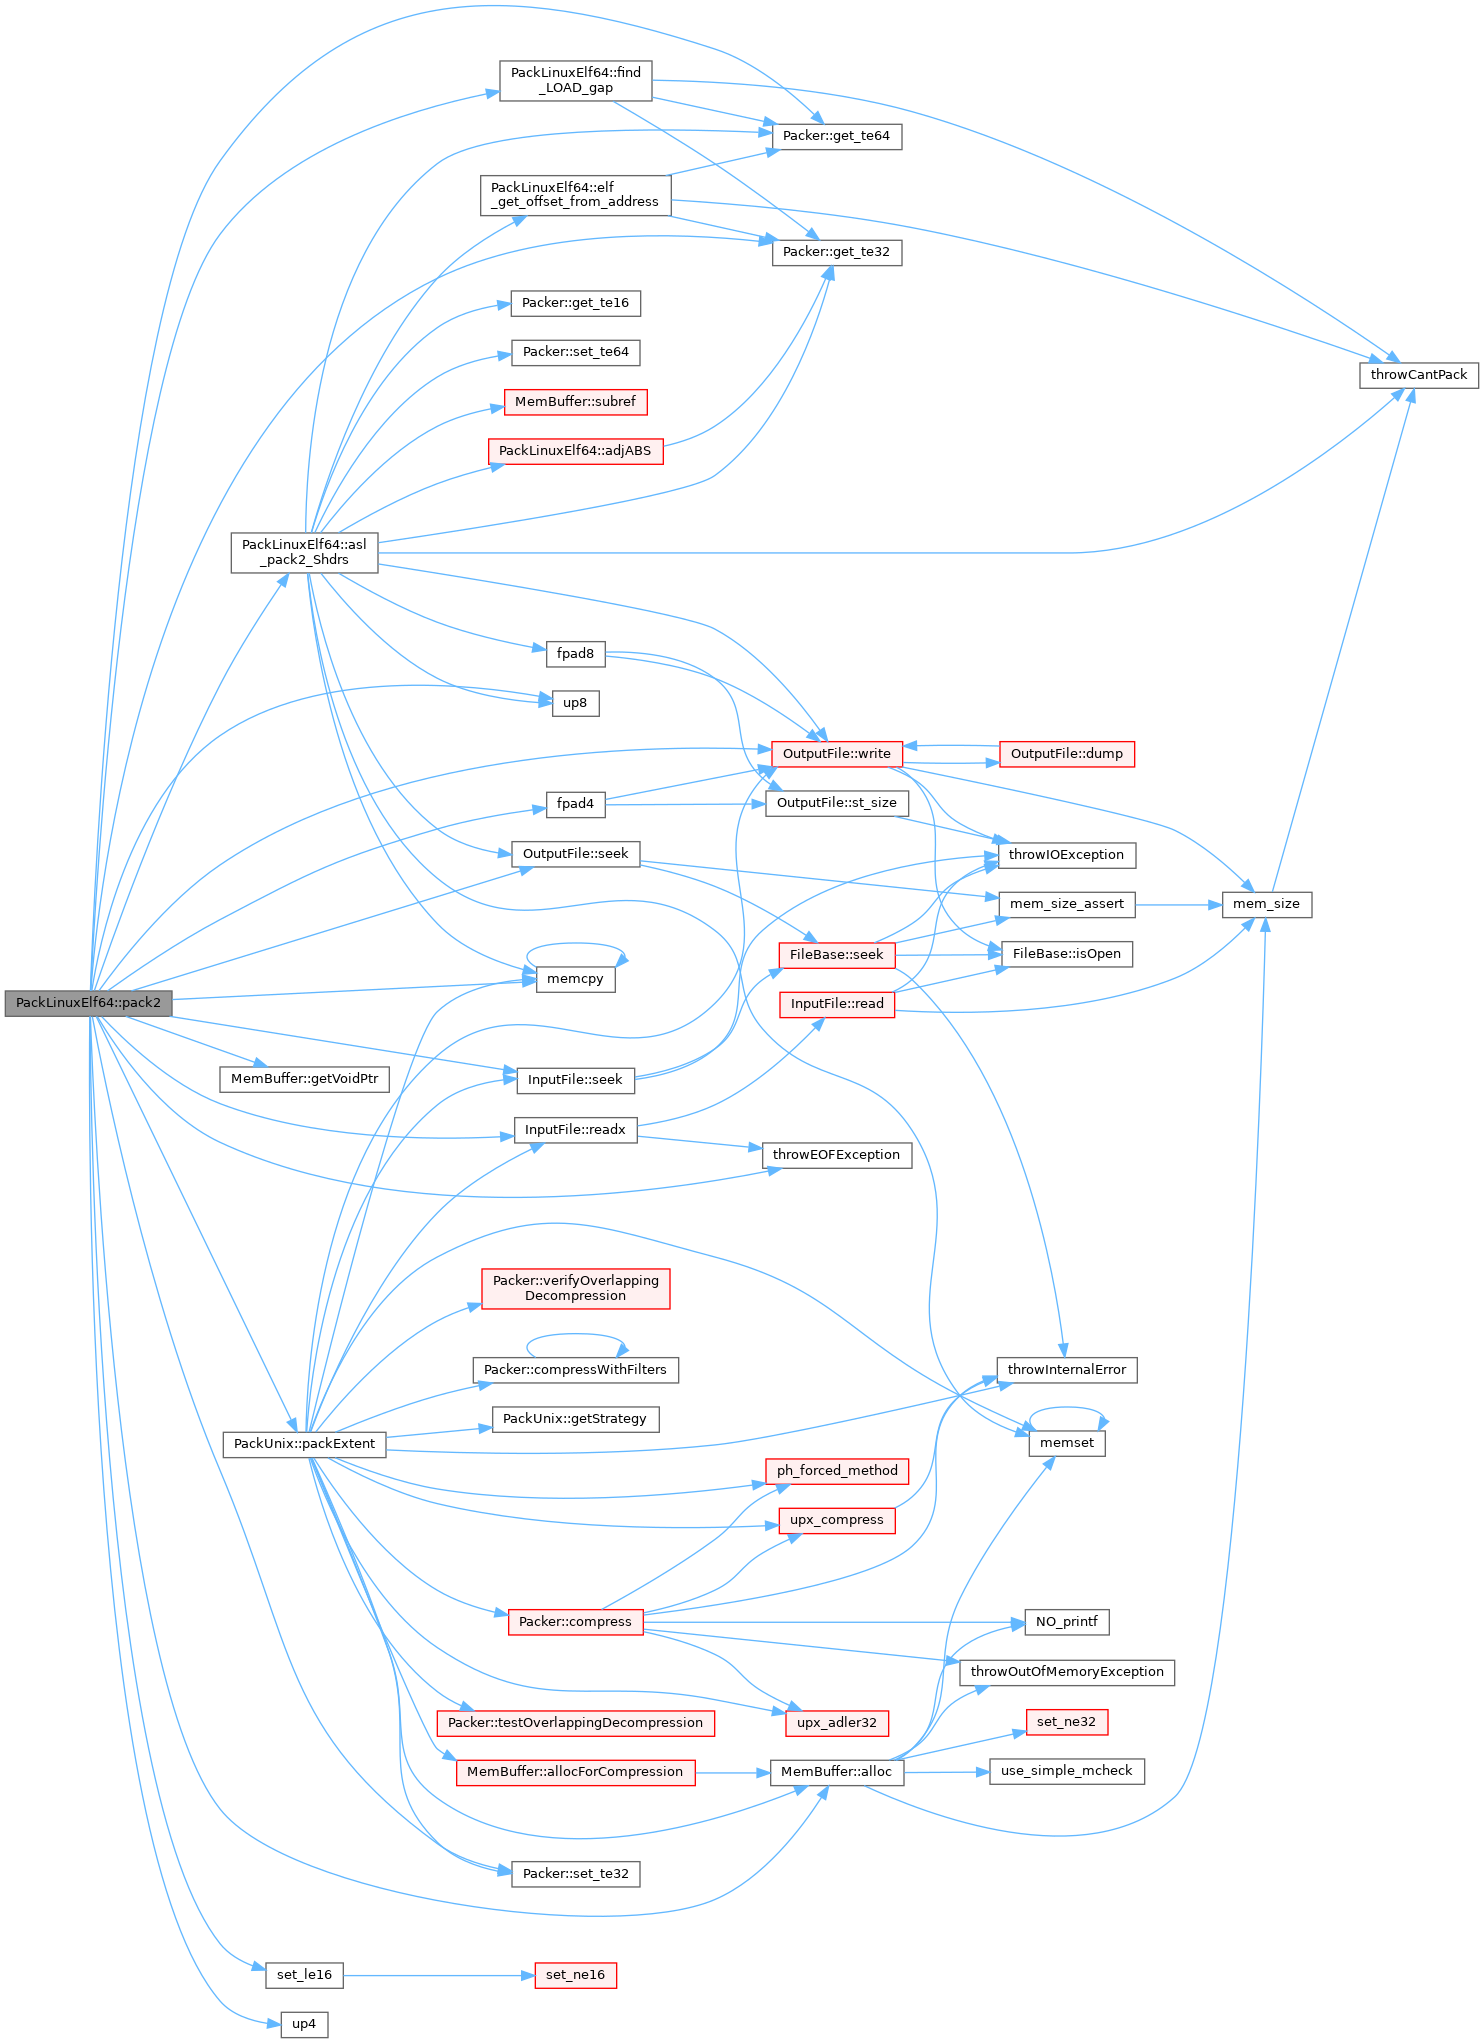 PackLinuxElf64::find
_LOAD_gap
Packer::get_te64
PackLinuxElf64::elf
_get_offset_from_address
Packer::get_te32
Packer::get_te16
Packer::set_te64
throwCantPack
MemBuffer::subref
PackLinuxElf64::adjABS
PackLinuxElf64::asl
_pack2_Shdrs
fpad8
up8
OutputFile::write
OutputFile::dump
fpad4
OutputFile::st_size
OutputFile::seek
throwIOException
mem_size_assert
mem_size
FileBase::seek
FileBase::isOpen
memcpy
PackLinuxElf64::pack2
InputFile::read
MemBuffer::getVoidPtr
InputFile::seek
InputFile::readx
throwEOFException
Packer::verifyOverlapping
Decompression
Packer::compressWithFilters
throwInternalError
PackUnix::getStrategy
PackUnix::packExtent
memset
ph_forced_method
upx_compress
Packer::compress
NO_printf
throwOutOfMemoryException
Packer::testOverlappingDecompression
upx_adler32
set_ne32
MemBuffer::allocForCompression
MemBuffer::alloc
use_simple_mcheck
Packer::set_te32
set_le16
set_ne16
up4